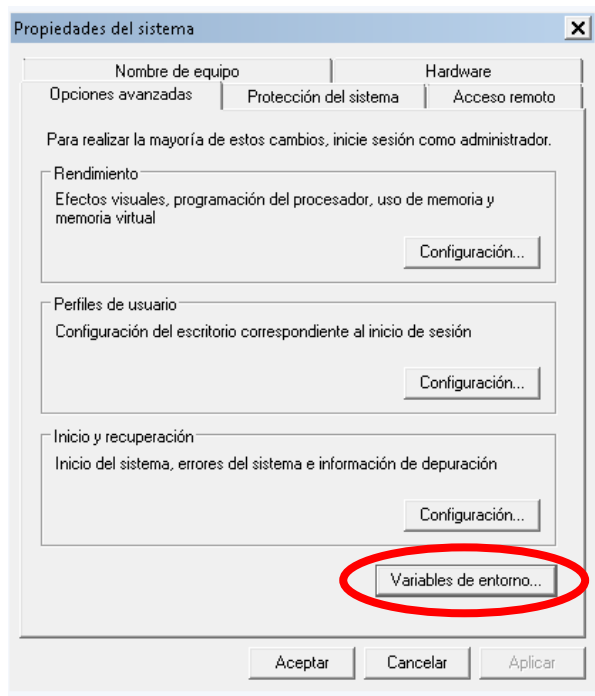 Propiedades del sistema
Nombre de equipo
Hardware
Opciones avanzadas
Protección del sistema
Acceso remoto
Para realizar la mayoría de estos cambios, inicie sesión como administrador.
Rendimiento
Efectos visuales, programación del procesador, uso de memoria y
memoria virtual
Configuración...
Perfiles de usuario
Configuración del escritorio correspondiente al inicio de sesión
Configuración...
Inicio y recuperación
Inicio del sistema, errores del sistema e información de depuración
Configuración...
Variables de entorno...
Aceptar
Cancelar
Aplicar